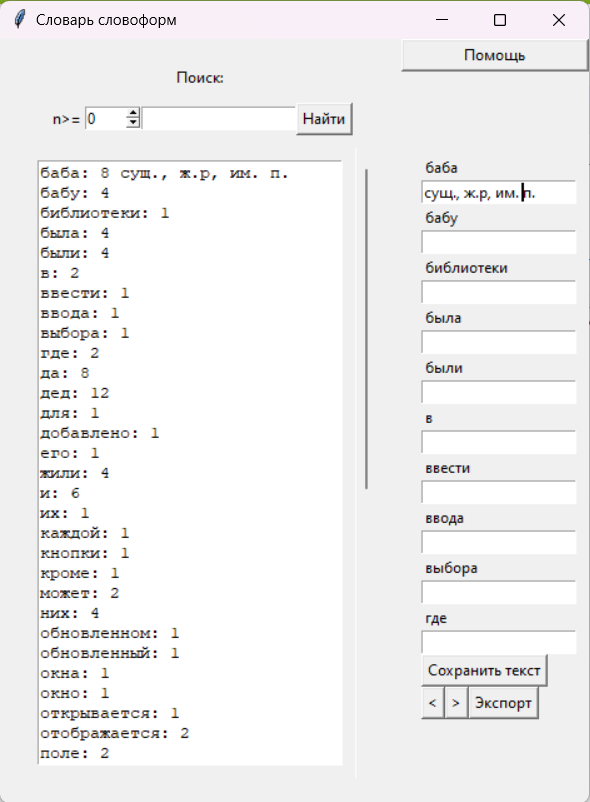 Словарь словоформ
Помощь
Поиск:
n>= 0
Найти
баба: 8 сущ., ж.р, им. п.
бабу: 4
библиотеки: 1
была: 4
были: 4
в: 2
ввести: 1
ввода: 1
выбора: 1
где: 2
да: 8
дед: 12
для: 1
добавлено: 1
его: 1
жили: 4
и: 6
их: 1
каждой: 1
кнопки: 1
кроме: 1
может: 2
них: 4
обновленном: 1
обновленный: 1
окна: 1
окно: 1
открывается: 1
отображается: 2
поле: 2
баба
сущ., ж.р, им. п.
бабу
библиотеки
была
были
в
ввести
ввода
выбора
где
Сохранить текст
< > Экспорт